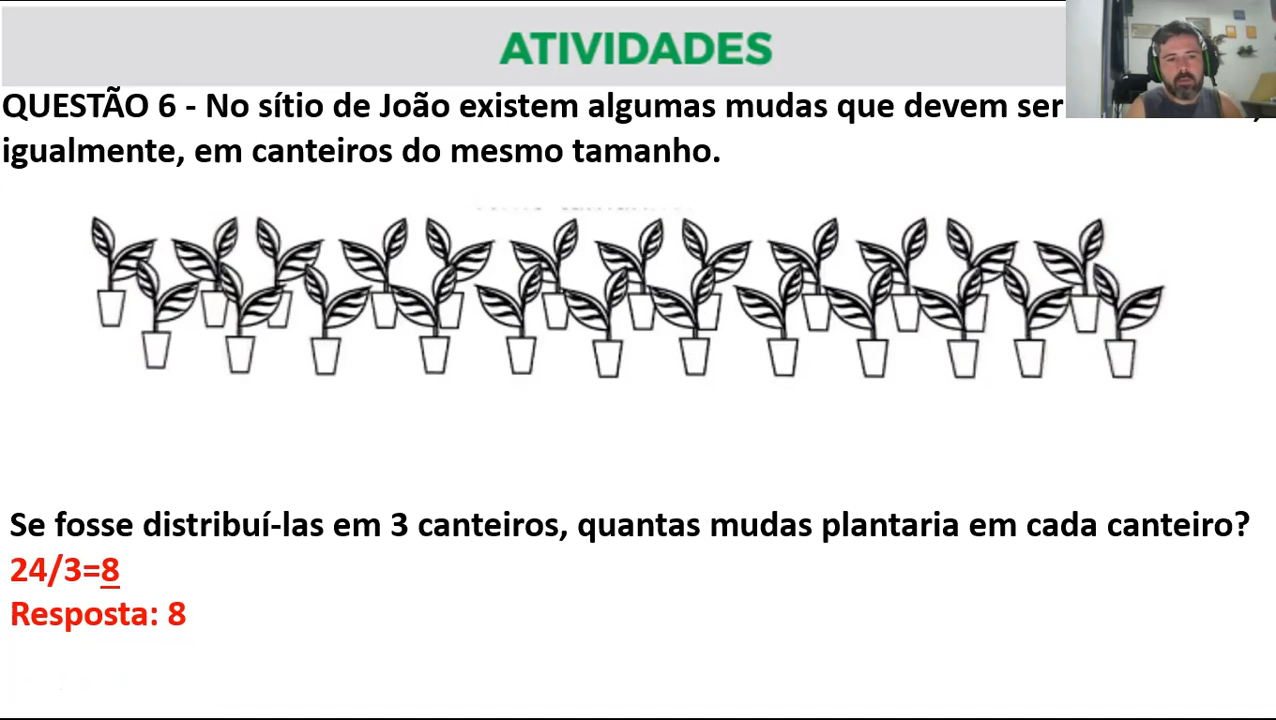 ATIVIDADES
QUESTÃO 6 - No sítio de João existem algumas mudas que devem ser
igualmente, em canteiros do mesmo tamanho.
Se fosse distribuí-las em 3 canteiros, quantas mudas plantaria em cada canteiro?
24/3=8
Resposta: 8